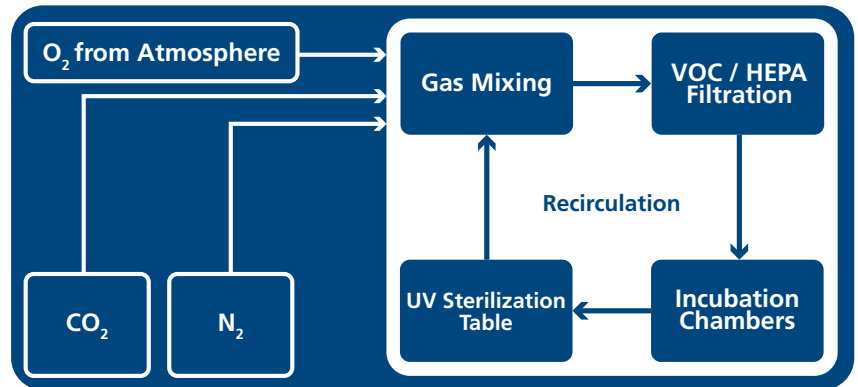 O₂ from Atmosphere
Gas Mixing
VOC / HEPA
Filtration
Recirculation
CO₂
N₂
UV Sterilization
Table
Incubation
Chambers